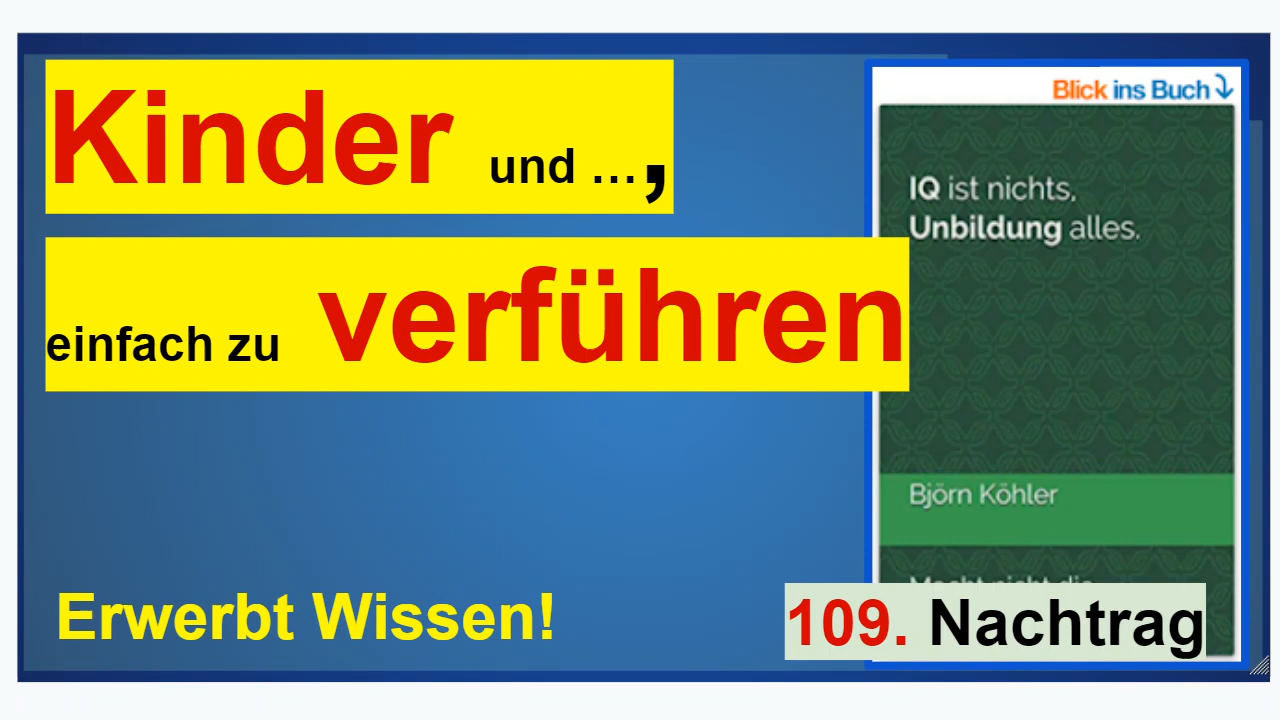 Kinder und ...,
einfach zu verführen
Blick ins Buch
IQ ist nichts,
Unbildung alles.
Björn Köhler
Erwerbt Wissen!
109. Nachtrag